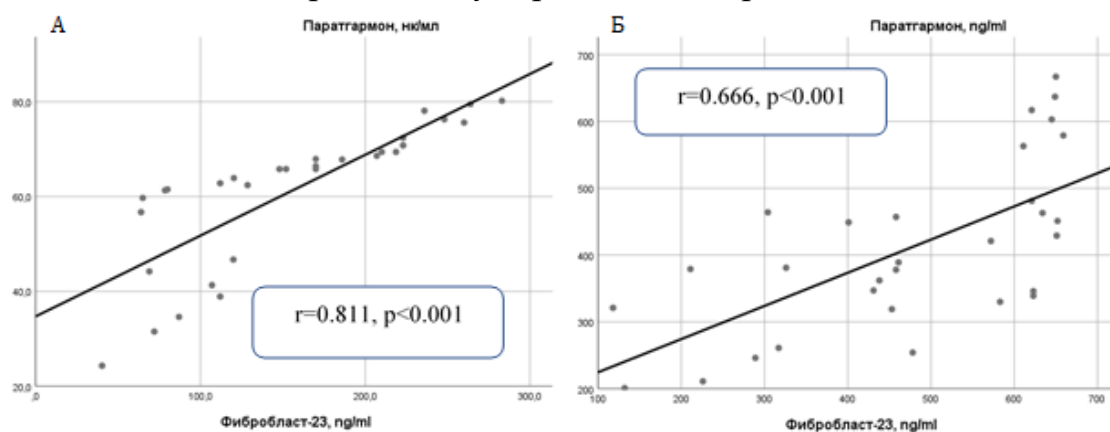 А
Паратгармон, нк/мл
80,0
60,0
40,0
20,0
r=0.811, p<0.001
,0
100,0
200,0
300,0
Фибробласт-23, ng/ml
Б
Паратгармон, ng/ml
700
600
500
400
300
200
r=0.666, p<0.001
100
200
300
400
500
600
700
Фибробласт-23, ng/ml